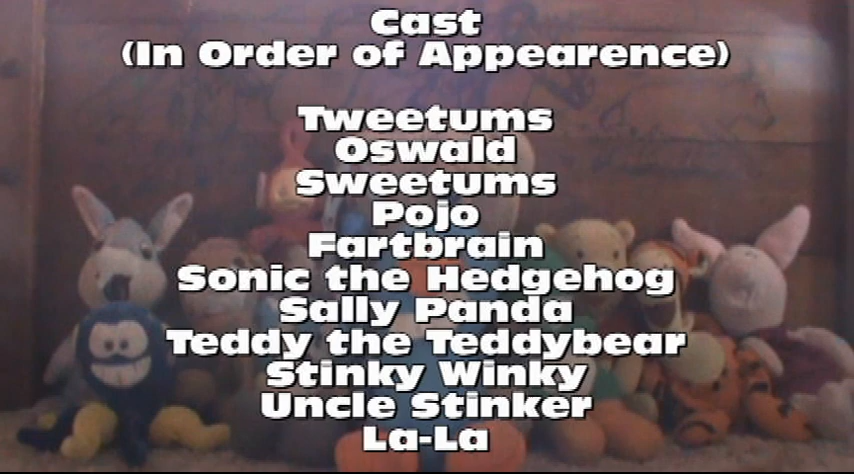 Cast
(In Order of Appearence)
Tweetums
Oswald
Sweetums
Pojo
Fartbrain
Sonic the Hedgehog
Sally Panda
Teddy the Teddybear
Stinky Winky
Uncle Stinker
La-La